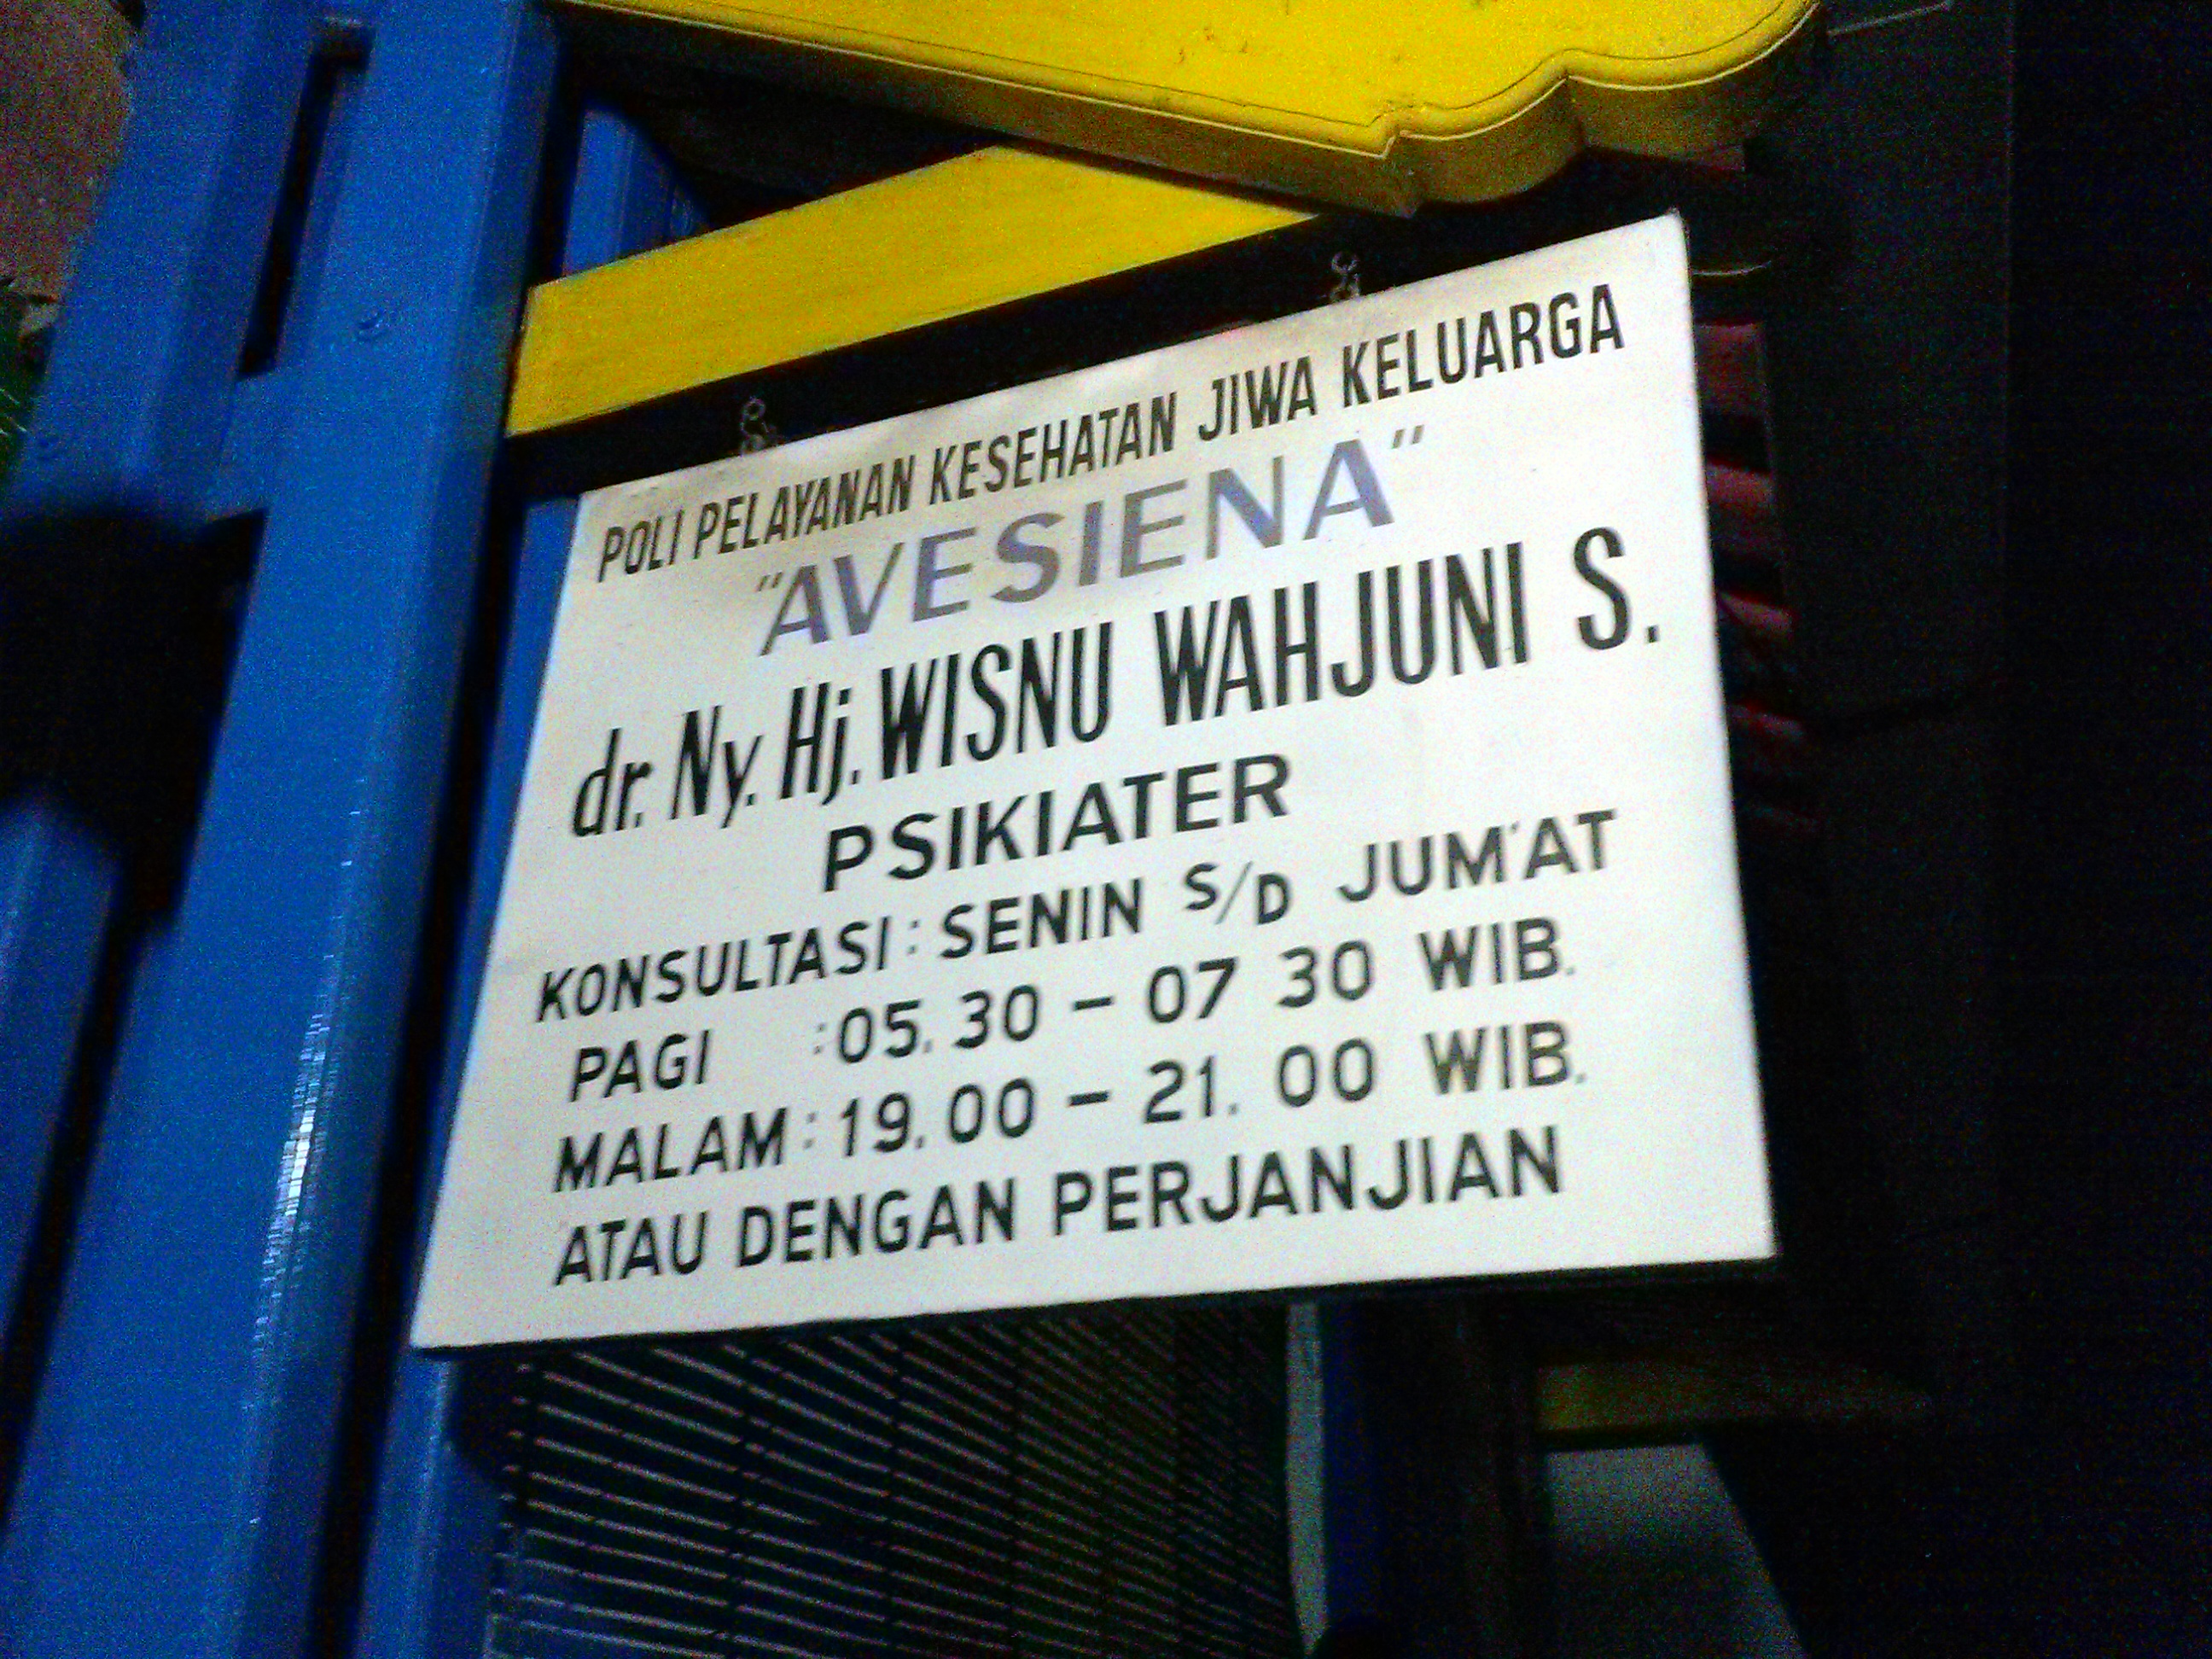 POLI PELAYANAN KESEHATAN JIWA KELUARGA
"AVESIENA"
dr. Ny. Hj. WISNU WAHJUNI S.
PSIKIATER
KONSULTASI : SENIN S/D JUM'AT
PAGI : 05.30 - 07 30 WIB.
MALAM : 19.00 - 21.00 WIB.
ATAU DENGAN PERJANJIAN